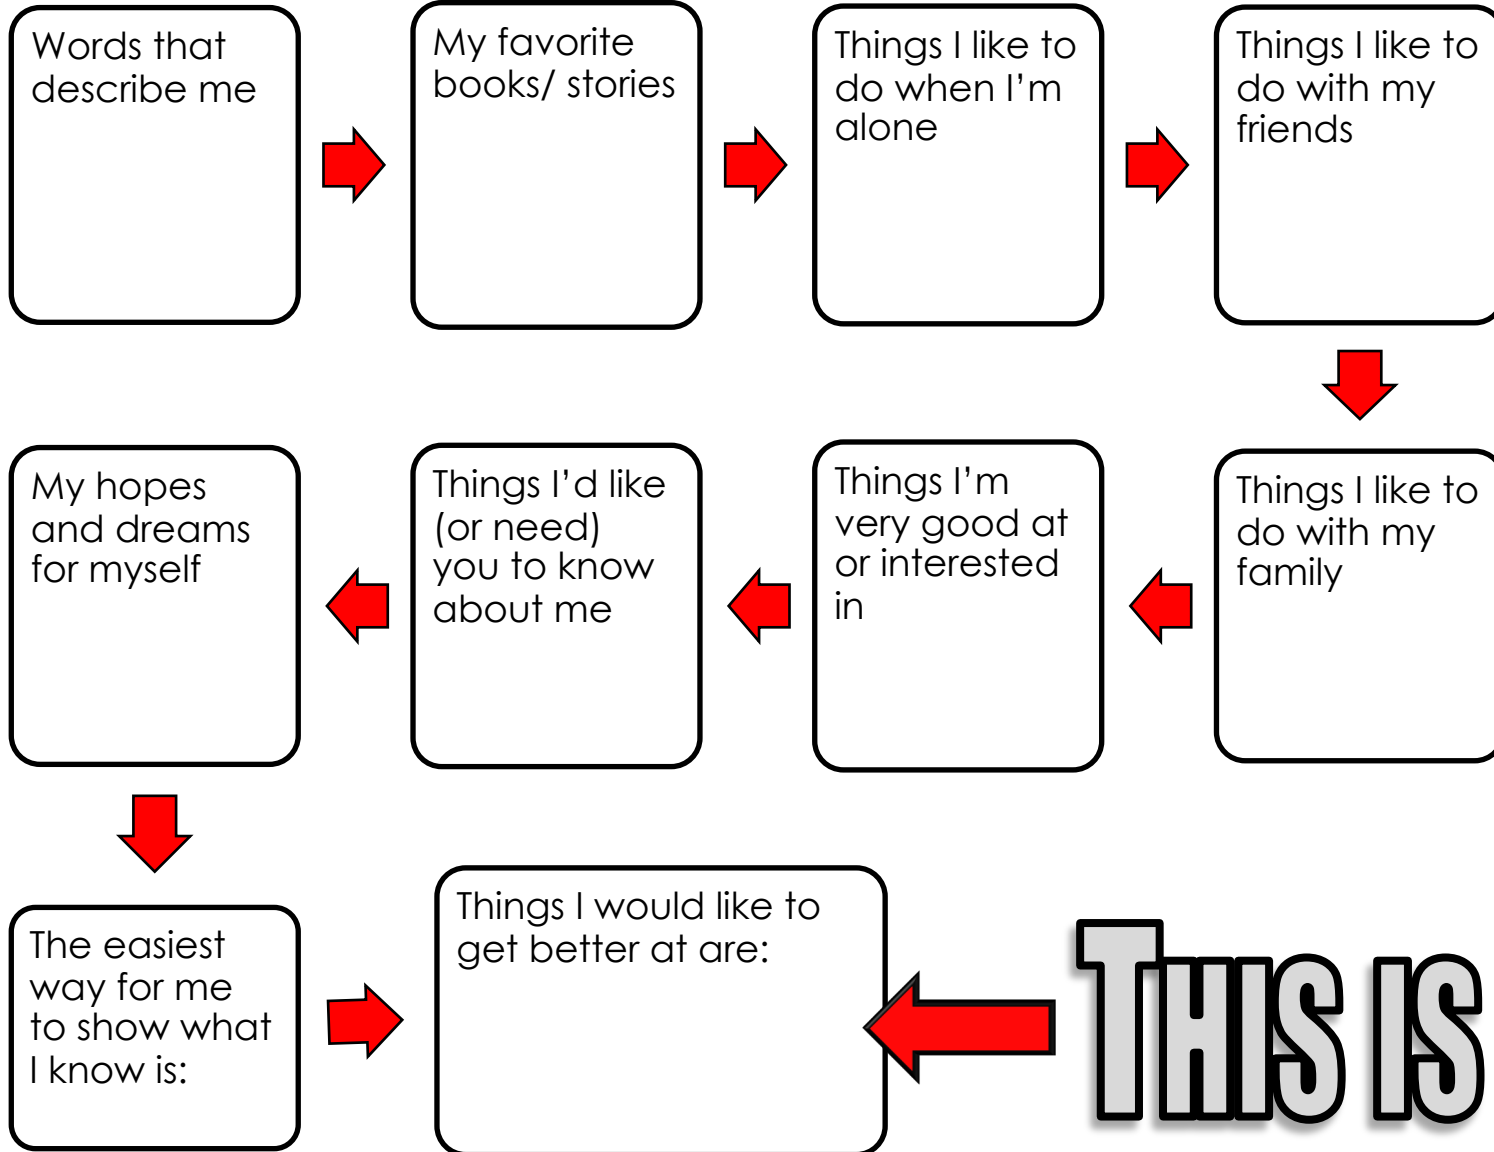 Words that
describe me
My favorite
books/ stories
Things I like to
do when I'm
alone
Things I like to
do with my
friends
Things I like to
do with my
family
Things I'm
very good at
or interested
in
Things I'd like
(or need)
you to know
about me
My hopes
and dreams
for myself
The easiest
way for me
to show what
I know is:
Things I would like to
get better at are:
THIS IS